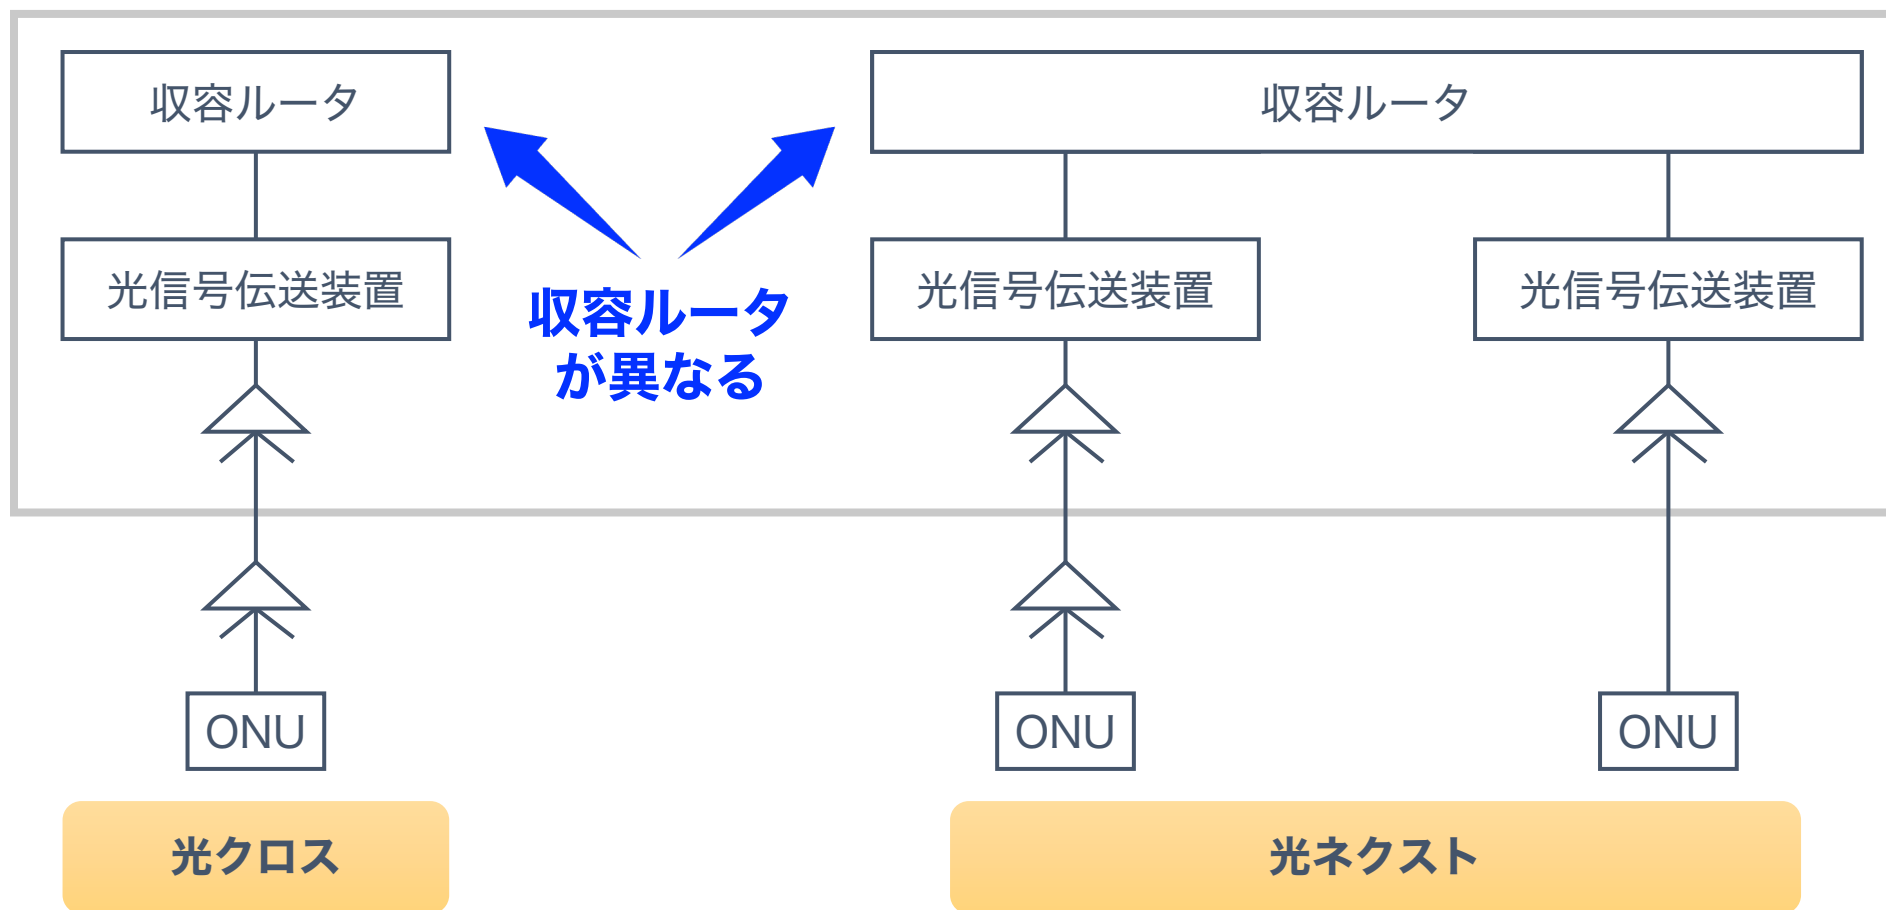 収容ルータ
収容ルータ
光信号伝送装置
収容ルータ
が異なる
光信号伝送装置
光信号伝送装置
ONU
ONU
ONU
光クロス
光ネクスト